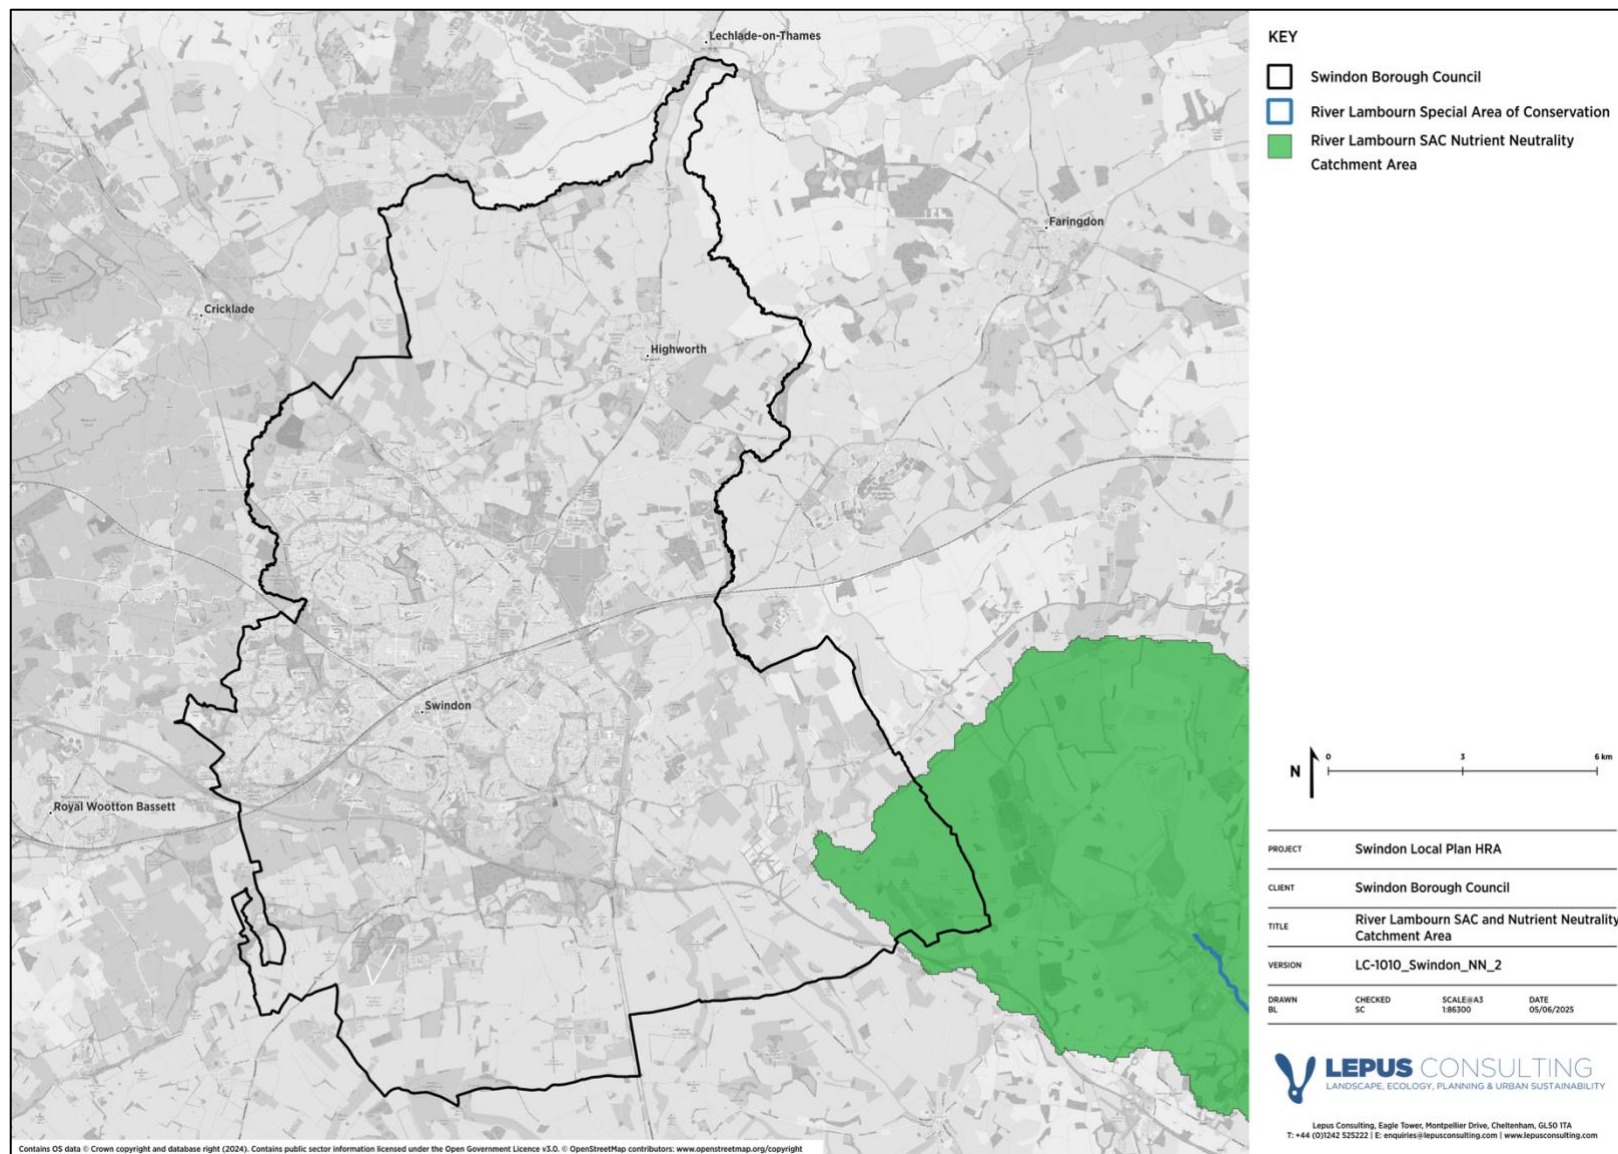 Lechlade-on-Thames
Faringdon
Cricklade
Highworth
Swindon
Royal Wootton Bassett
KEY
Swindon Borough Council
River Lambourn Special Area of Conservation
River Lambourn SAC Nutrient Neutrality
Catchment Area
N
0 3 6 km
PROJECT Swindon Local Plan HRA
CLIENT Swindon Borough Council
TITLE River Lambourn SAC and Nutrient Neutrality
Catchment Area
VERSION LC-1010_Swindon_NN_2
DRAWN CHECKED SCALE@A3 DATE
BL SC 1:86300 05/06/2025
LEPUS CONSULTING
LANDSCAPE, ECOLOGY, PLANNING & URBAN SUSTAINABILITY
Lepus Consulting, Eagle Tower, Montpellier Drive, Cheltenham, GL50 1TA
T: +44 (0)1242 525222 | E: enquiries@lepusconsulting.com | www.lepusconsulting.com
Contains OS data © Crown copyright and database right (2024). Contains public sector information licensed under the Open Government Licence v3.0. © OpenStreetMap contributors: www.openstreetmap.org/copyright